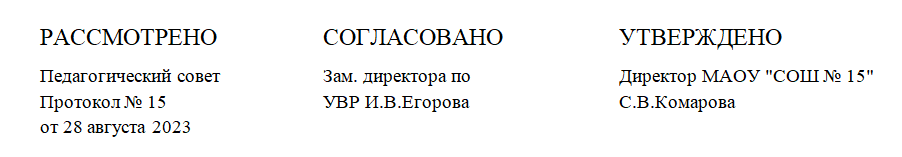 РАССМОТРЕНО
Педагогический совет
Протокол № 15
от 28 августа 2023
СОГЛАСОВАНО
Зам. директора по
УВР И.В.Егорова
УТВЕРЖДЕНО
Директор МАОУ "СОШ № 15"
С.В.Комарова